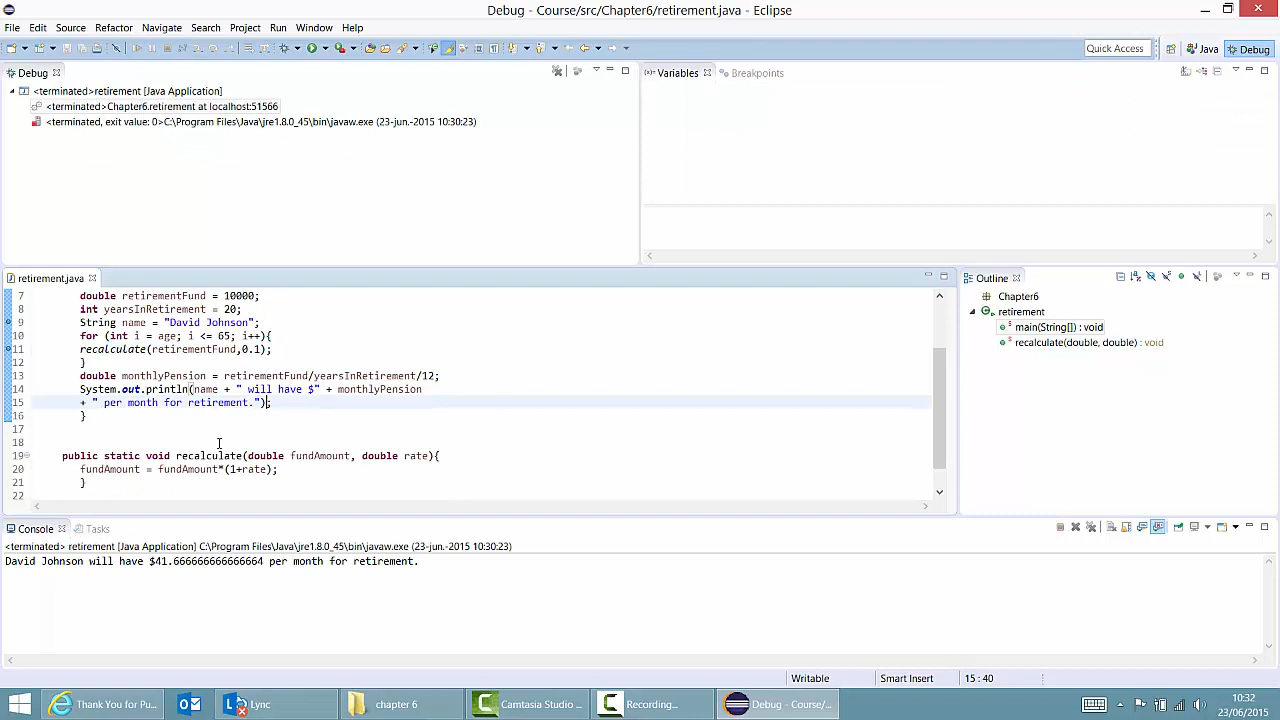 Debug - Course/src/Chapter6/retirement.java - Eclipse
File Edit Source Refactor Navigate Search Project Run Window Help
Quick Access Java Debug
Debug
<terminated>retirement [Java Application]
<terminated>Chapter6.retirement at localhost:51566
<terminated, exit value: 0>C:\Program Files\Java\jre1.8.0_45\bin\javaw.exe (23-jun.-2015 10:30:23)
(x)= Variables Breakpoints
retirement.java
7 double retirementFund = 10000;
8 int yearsInRetirement = 20;
9 String name = "David Johnson";
10 for (int i = age; i <= 65; i++){
11 recalculate(retirementFund,0.1);
12 }
13 double monthlyPension = retirementFund/yearsInRetirement/12;
14 System.out.println(name + " will have $" + monthlyPension
15 + " per month for retirement.");
16 }
17
18
19 public static void recalculate(double fundAmount, double rate){
20 fundAmount = fundAmount*(1+rate);
21 }
22
Outline
Chapter6
retirement
main(String[]) : void
recalculate(double, double) : void
Console Tasks
<terminated> retirement [Java Application] C:\Program Files\Java\jre1.8.0_45\bin\javaw.exe (23-jun.-2015 10:30:23)
David Johnson will have $41.666666666666664 per month for retirement.
Writable Smart Insert 15 : 40
Thank You for Pu... Lync chapter 6 Camtasia Studio ... Recording... Debug - Course/... 10:32
23/06/2015